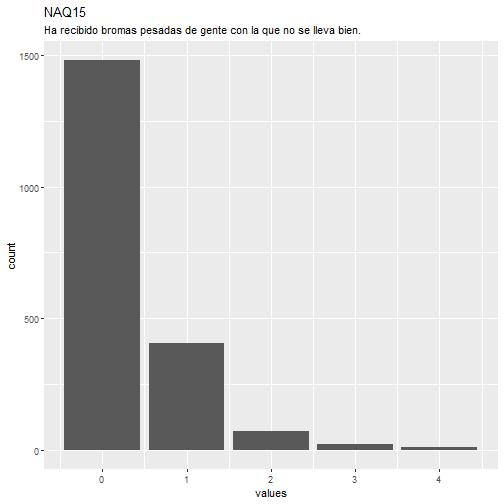 NAQ15
Ha recibido bromas pesadas de gente con la que no se lleva bien.
1500
1000
500
0
count
0 1 2 3 4
values